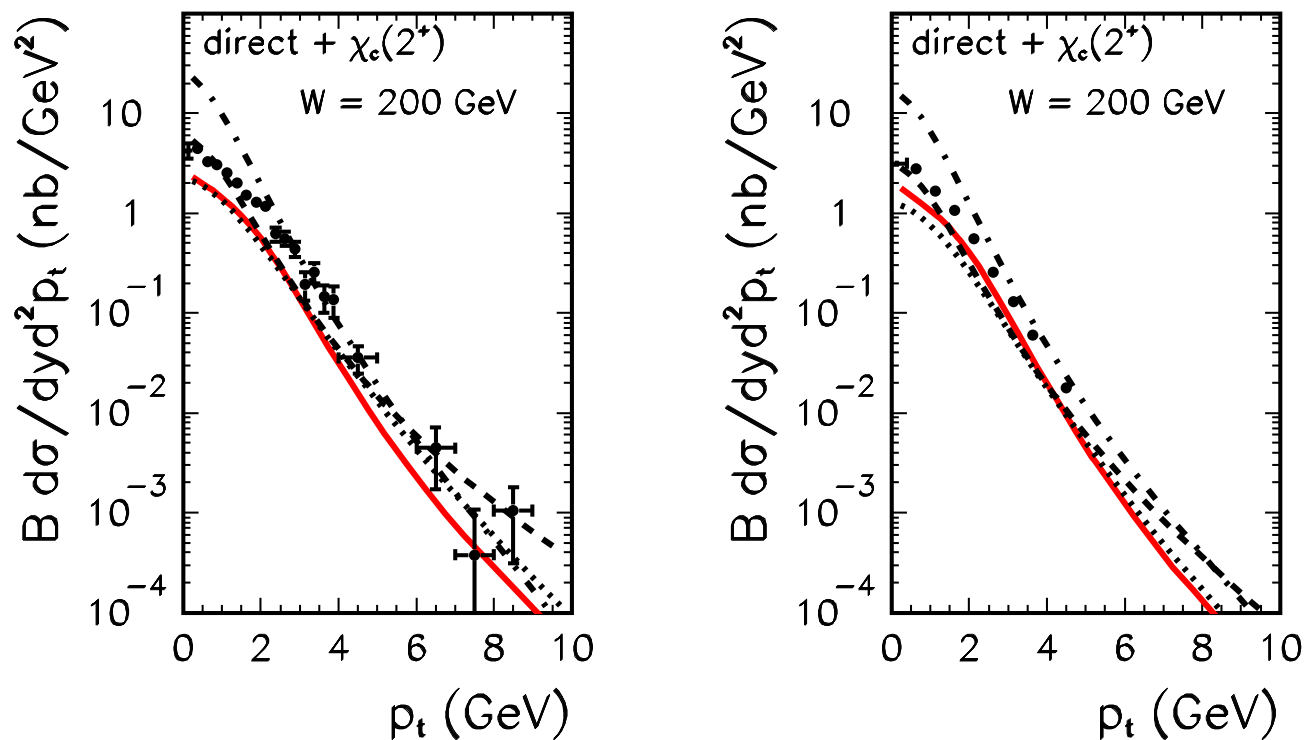 direct + χc(2⁺)
W = 200 GeV
B dσ/dyd²pt (nb/GeV²)
10
1
10⁻¹
10⁻²
10⁻³
10⁻⁴
0 2 4 6 8 10
pt (GeV)
direct + χc(2⁺)
W = 200 GeV
B dσ/dyd²pt (nb/GeV²)
10
1
10⁻¹
10⁻²
10⁻³
10⁻⁴
0 2 4 6 8 10
pt (GeV)